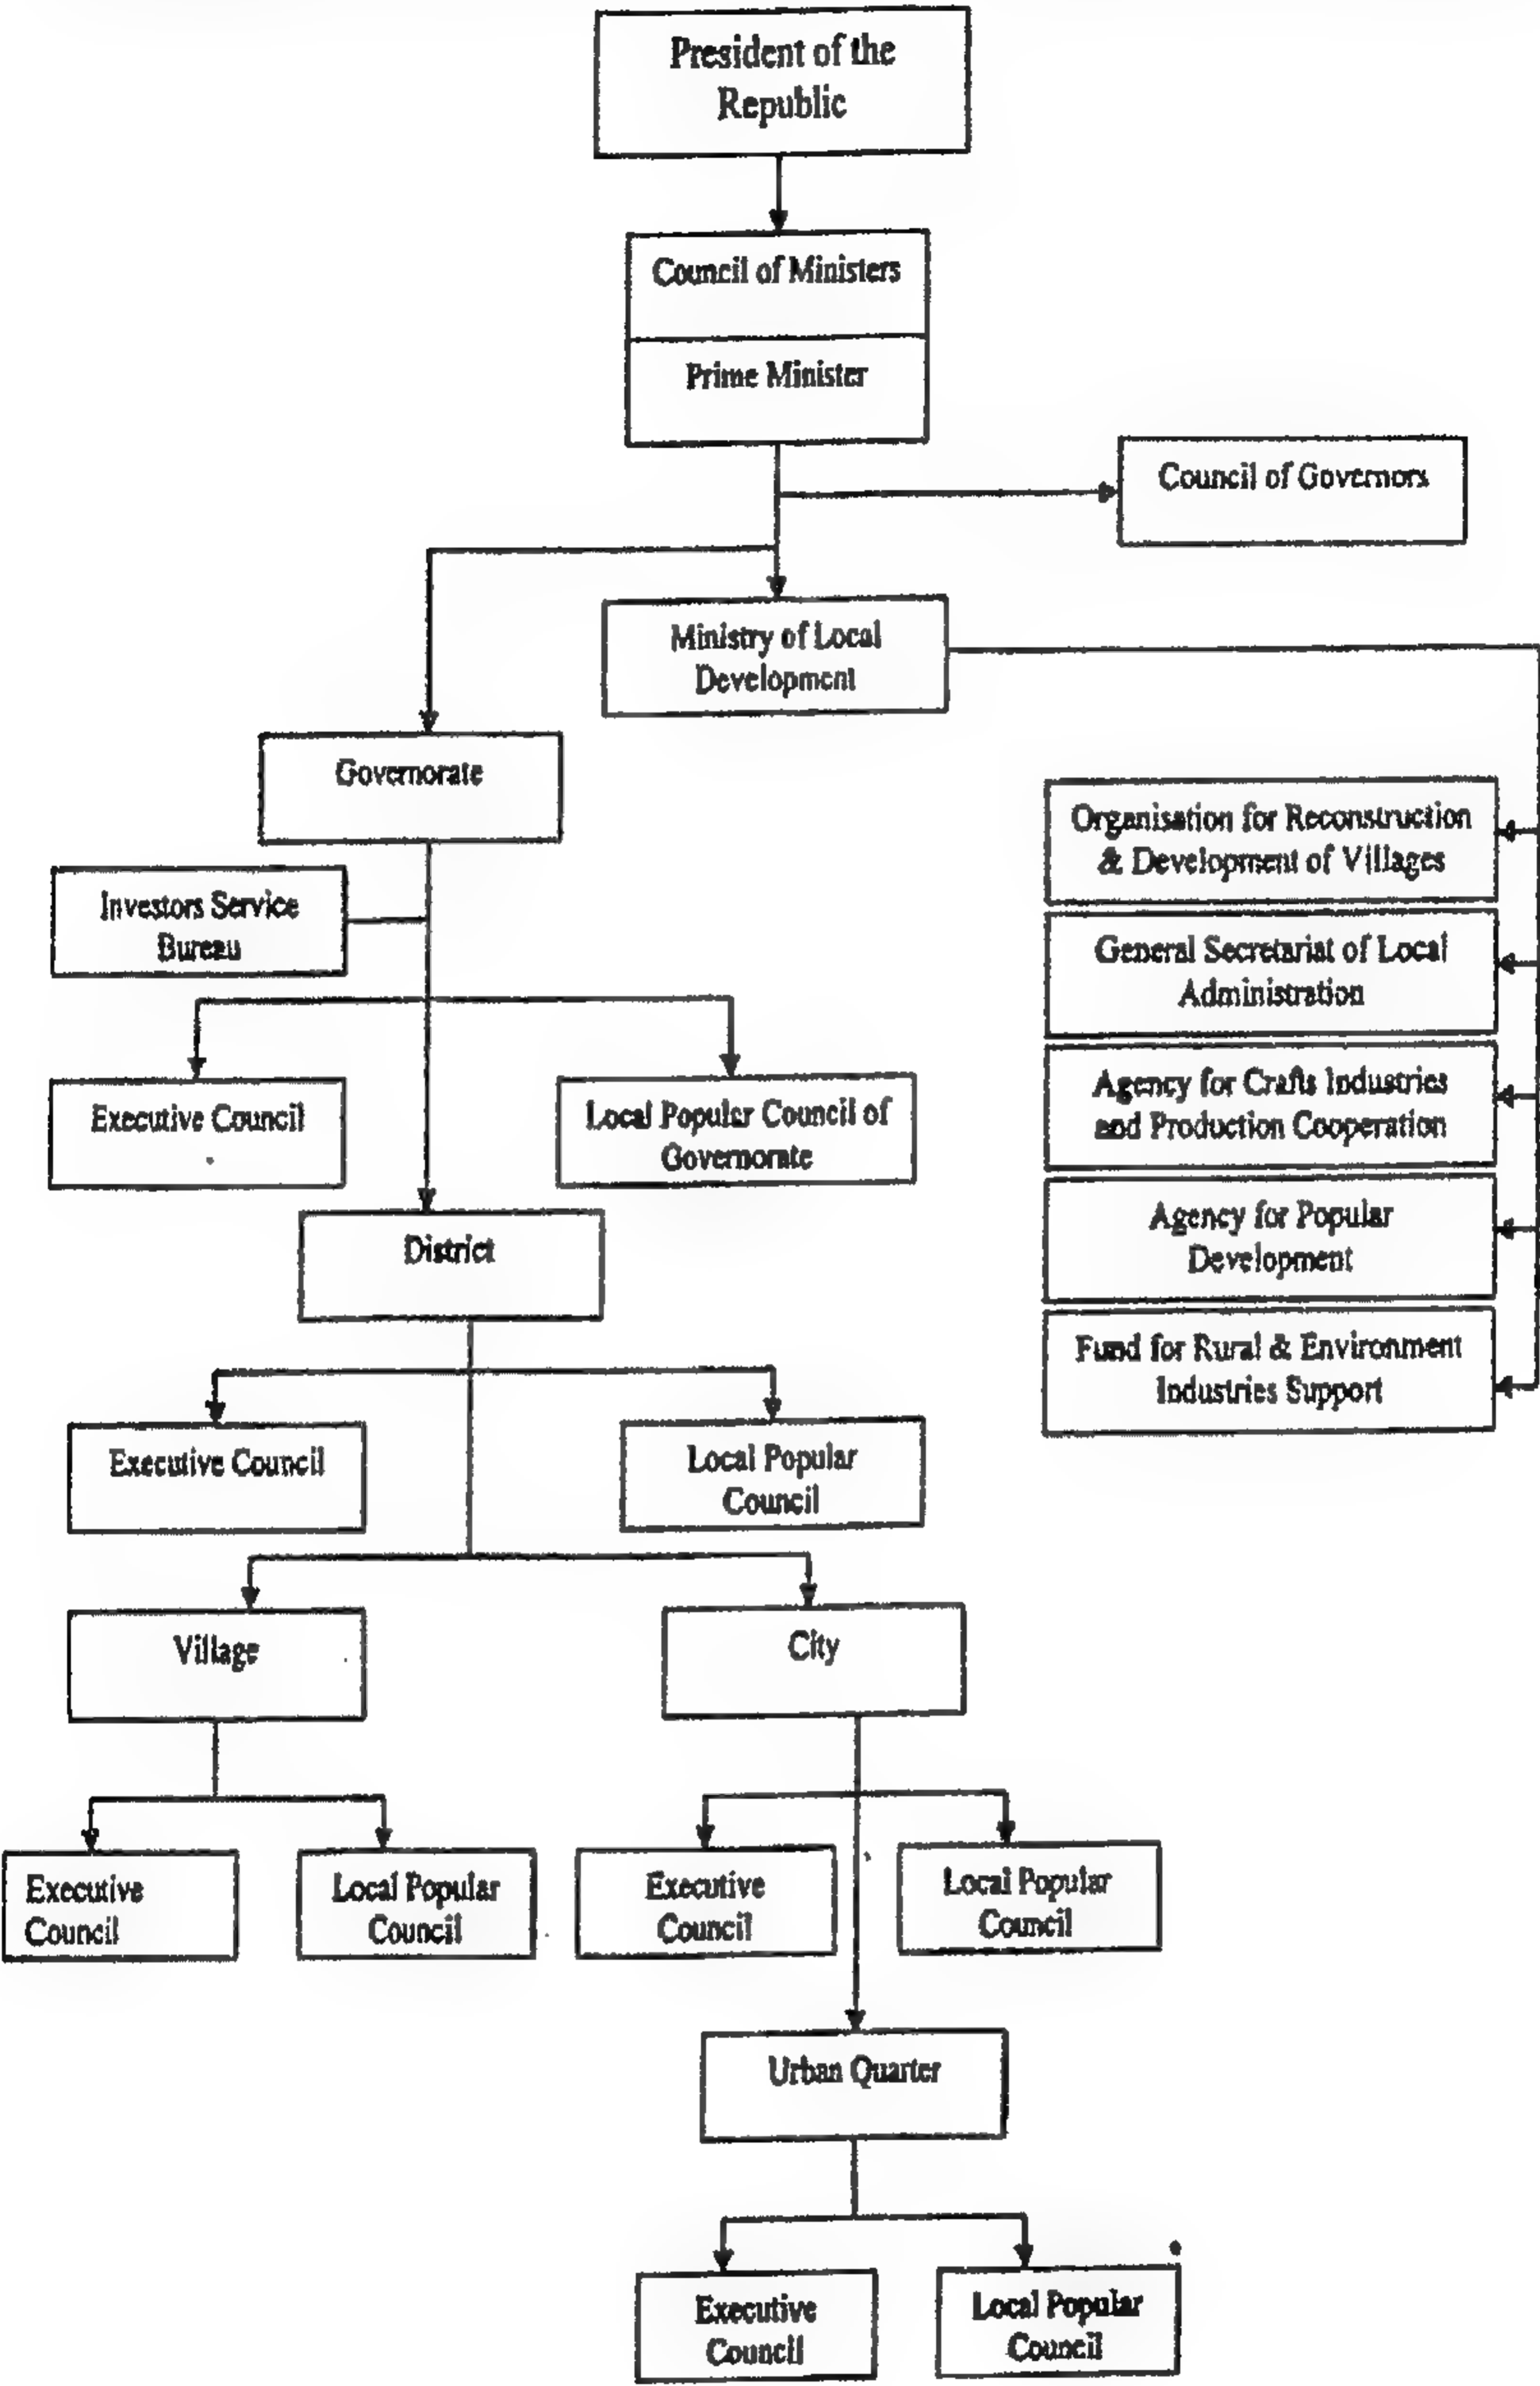 President of the
Republic
Council of Ministers
Prime Minister
Council of Governors
Ministry of Local
Development
Governorate
Organisation for Reconstruction
& Development of Villages
Investors Service
Bureau
General Secretariat of Local
Administration
Agency for Crafts Industries
and Production Cooperation
Executive Council
Local Popular Council of
Governorate
Agency for Popular
Development
District
Fund for Rural & Environment
Industries Support
Executive Council
Local Popular
Council
Village
City
Executive
Council
Local Popular
Council
Executive
Council
Local Popular
Council
Urban Quarter
Executive
Council
Local Popular
Council